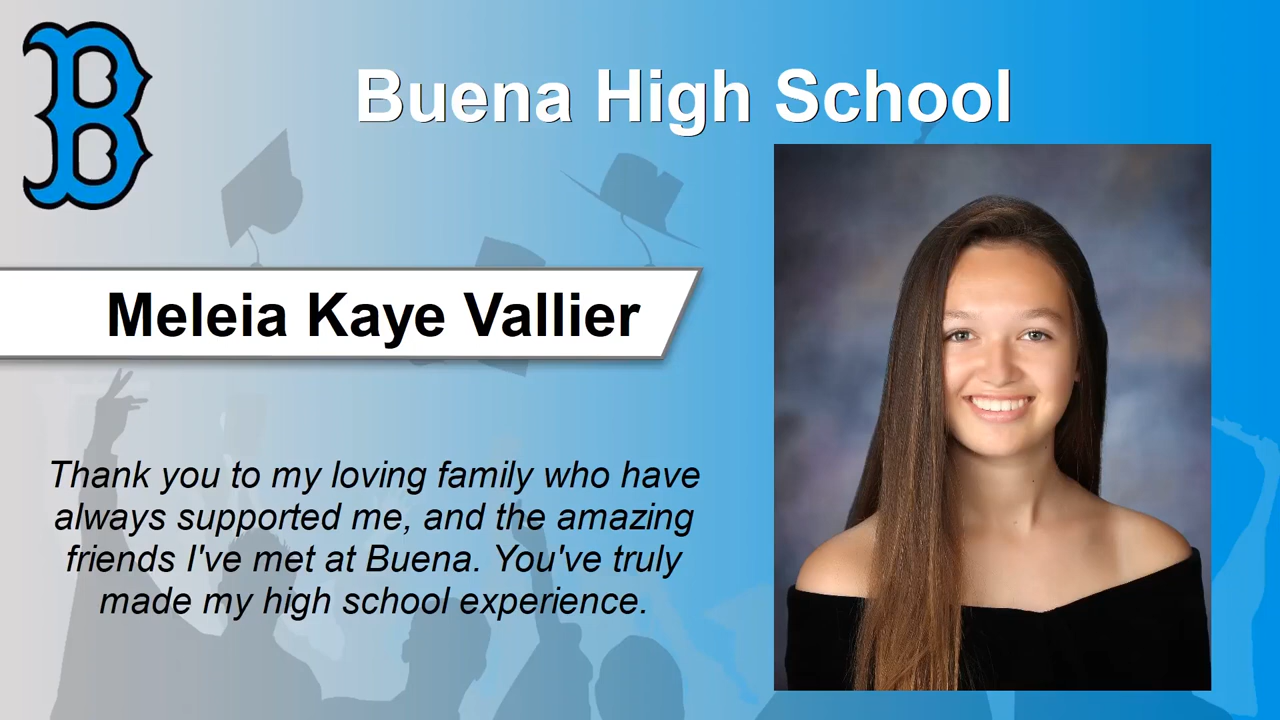 B
Buena High School
Meleia Kaye Vallier
Thank you to my loving family who have
always supported me, and the amazing
friends I've met at Buena. You've truly
made my high school experience.